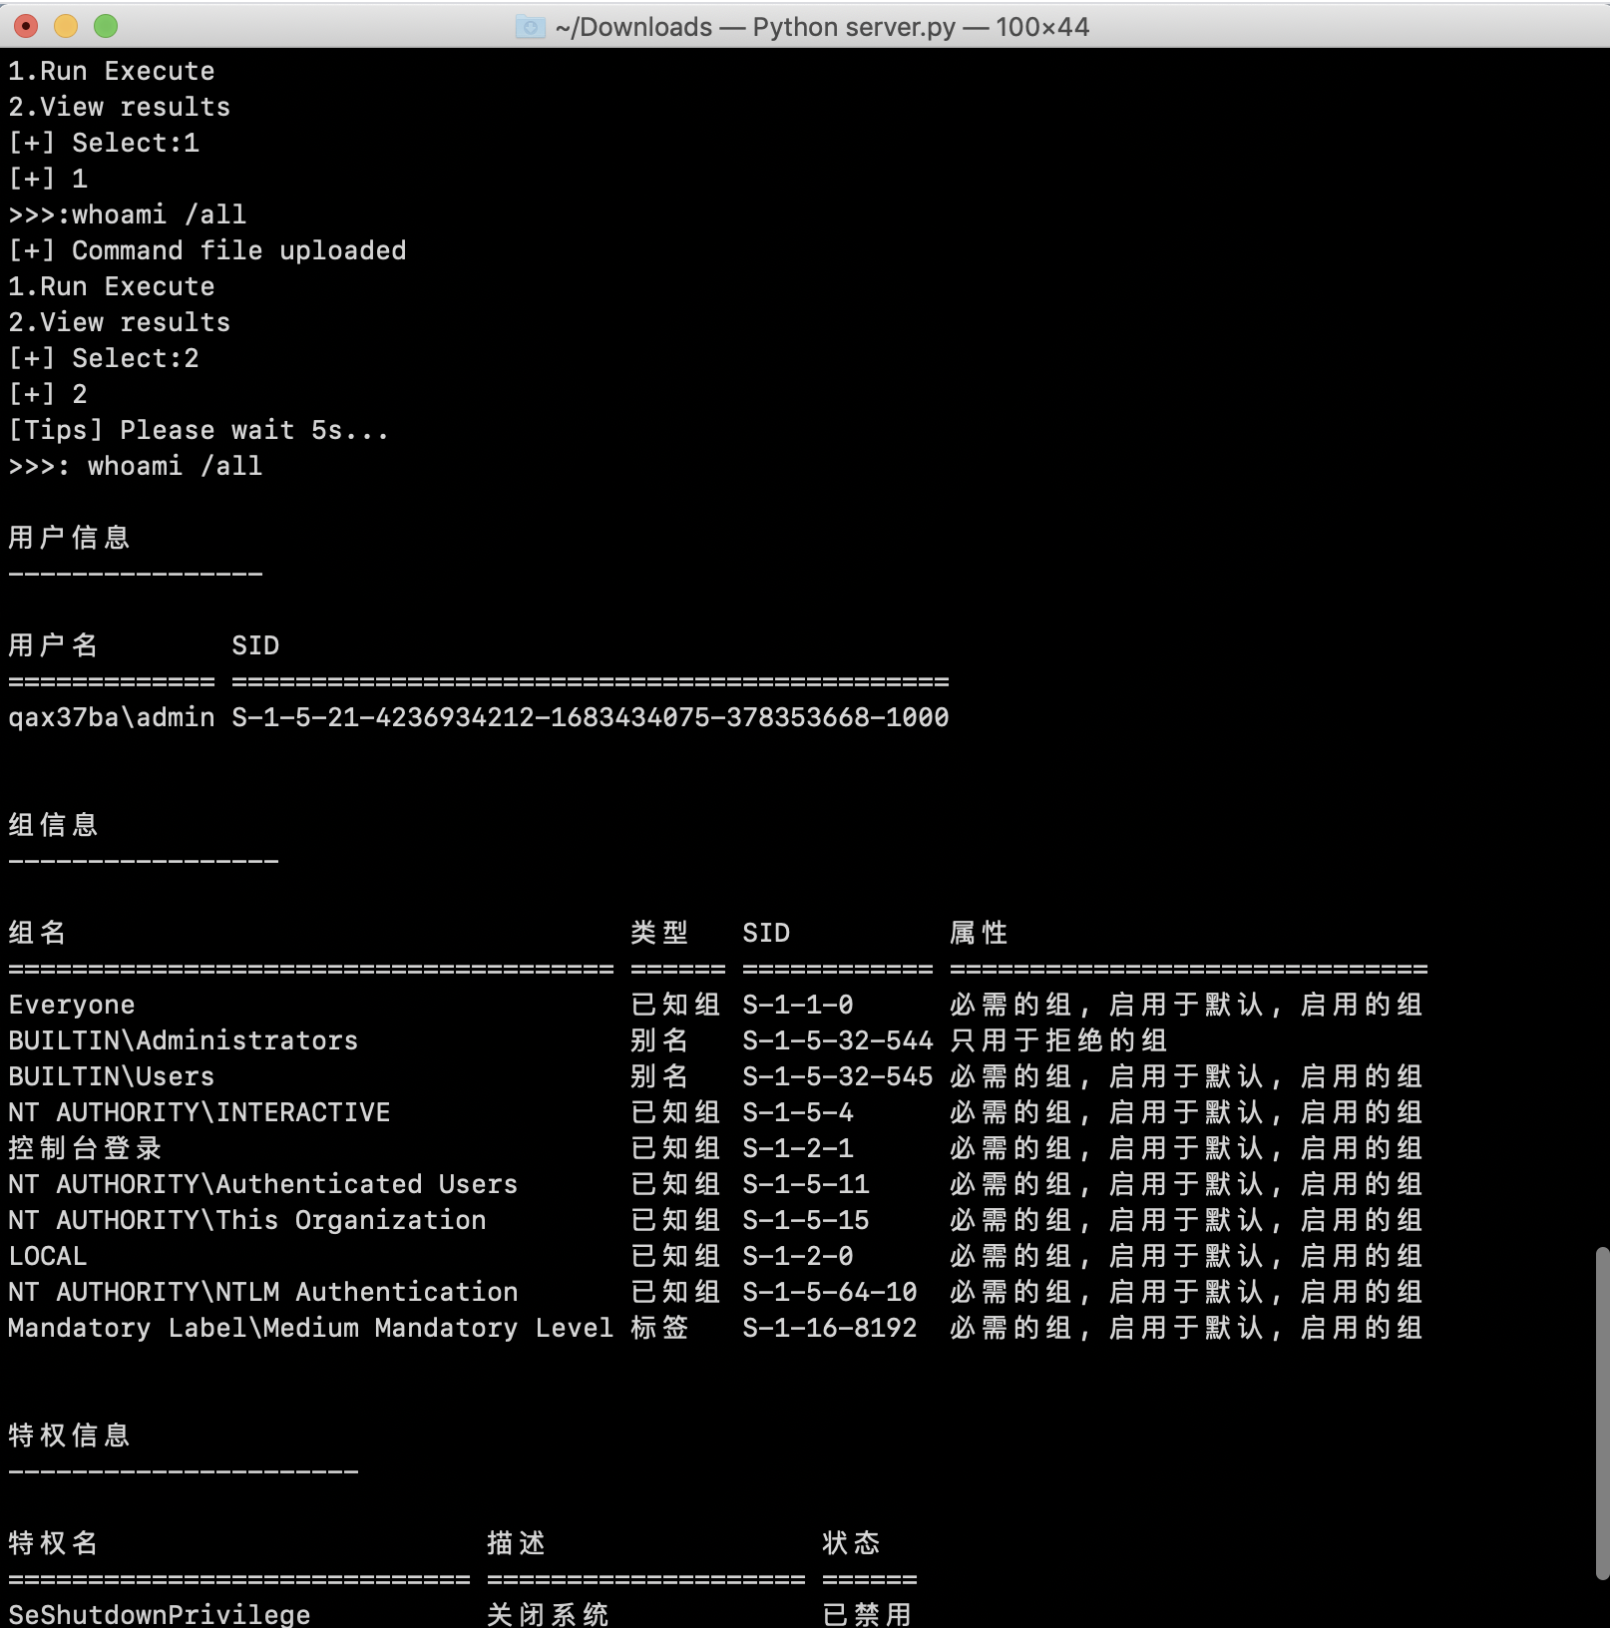 ~/Downloads — Python server.py — 100×44
1.Run Execute
2.View results
[+] Select:1
[+] 1
>>>:whoami /all
[+] Command file uploaded
1.Run Execute
2.View results
[+] Select:2
[+] 2
[Tips] Please wait 5s...
>>>: whoami /all
用户信息
----------------
用户名 SID
============= =============================================
qax37ba\admin S-1-5-21-4236934212-1683434075-378353668-1000
组信息
-----------------
组名 类型 SID 属性
====================================== ====== ============ ==============================
Everyone 已知组 S-1-1-0 必需的组, 启用于默认, 启用的组
BUILTIN\Administrators 别名 S-1-5-32-544 只用于拒绝的组
BUILTIN\Users 别名 S-1-5-32-545 必需的组, 启用于默认, 启用的组
NT AUTHORITY\INTERACTIVE 已知组 S-1-5-4 必需的组, 启用于默认, 启用的组
控制台登录 已知组 S-1-2-1 必需的组, 启用于默认, 启用的组
NT AUTHORITY\Authenticated Users 已知组 S-1-5-11 必需的组, 启用于默认, 启用的组
NT AUTHORITY\This Organization 已知组 S-1-5-15 必需的组, 启用于默认, 启用的组
LOCAL 已知组 S-1-2-0 必需的组, 启用于默认, 启用的组
NT AUTHORITY\NTLM Authentication 已知组 S-1-5-64-10 必需的组, 启用于默认, 启用的组
Mandatory Label\Medium Mandatory Level 标签 S-1-16-8192 必需的组, 启用于默认, 启用的组
特权信息
----------------------
特权名 描述 状态
============================= ==================== ======
SeShutdownPrivilege 关闭系统 已禁用